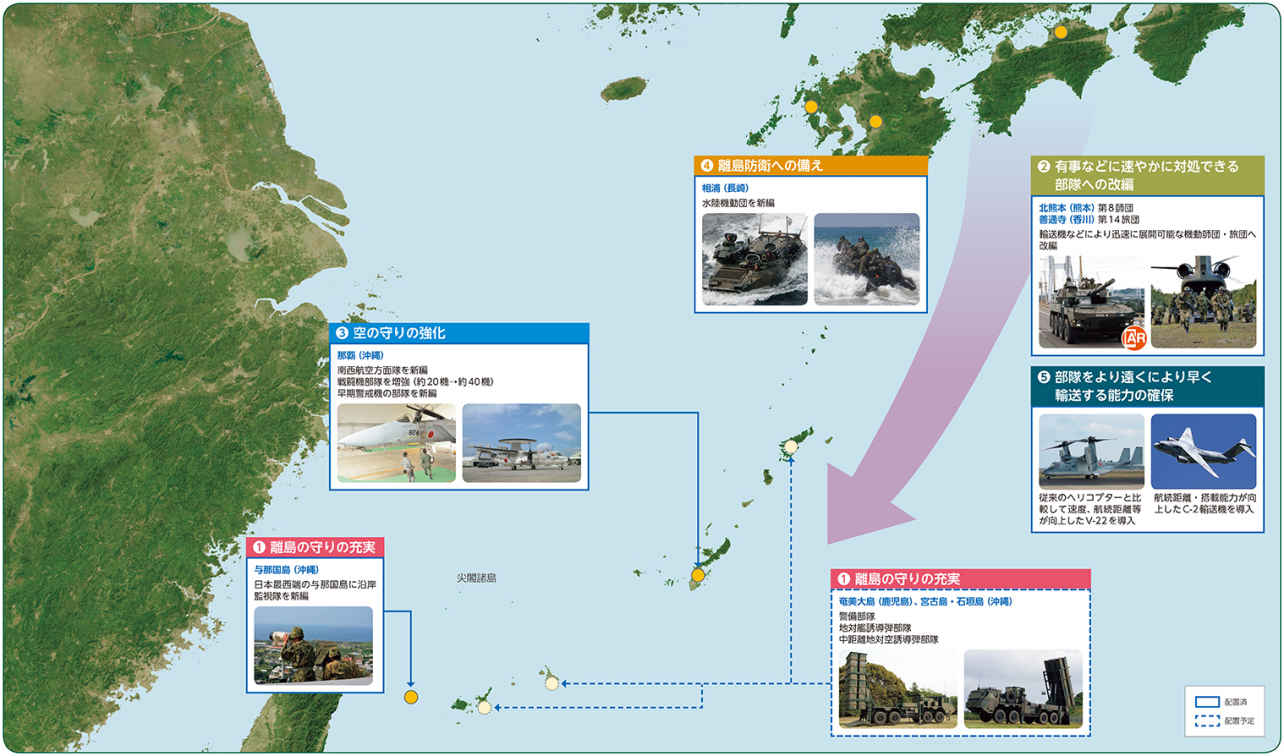 ❹ 離島防衛への備え
相浦（長崎）
水陸機動団を新編
❷ 有事などに速やかに対処できる
部隊への改編
北熊本（熊本）第8師団
善通寺（香川）第14旅団
輸送機などにより迅速に展開可能な機動師団・旅団へ
改編
AR
❸ 空の守りの強化
那覇（沖縄）
南西航空方面隊を新編
戦闘機部隊を増強（約20機→約40機）
早期警戒機の部隊を新編
❺ 部隊をより遠くにより早く
輸送する能力の確保
従来のヘリコプターと比
較して速度、航続距離等
が向上したV-22を導入
航続距離・搭載能力が向
上したC-2輸送機を導入
❶ 離島の守りの充実
与那国島（沖縄）
日本最西端の与那国島に沿岸
監視隊を新編
尖閣諸島
❶ 離島の守りの充実
奄美大島（鹿児島）、宮古島・石垣島（沖縄）
警備部隊
地対艦誘導弾部隊
中距離地対空誘導弾部隊
配置済
配置予定